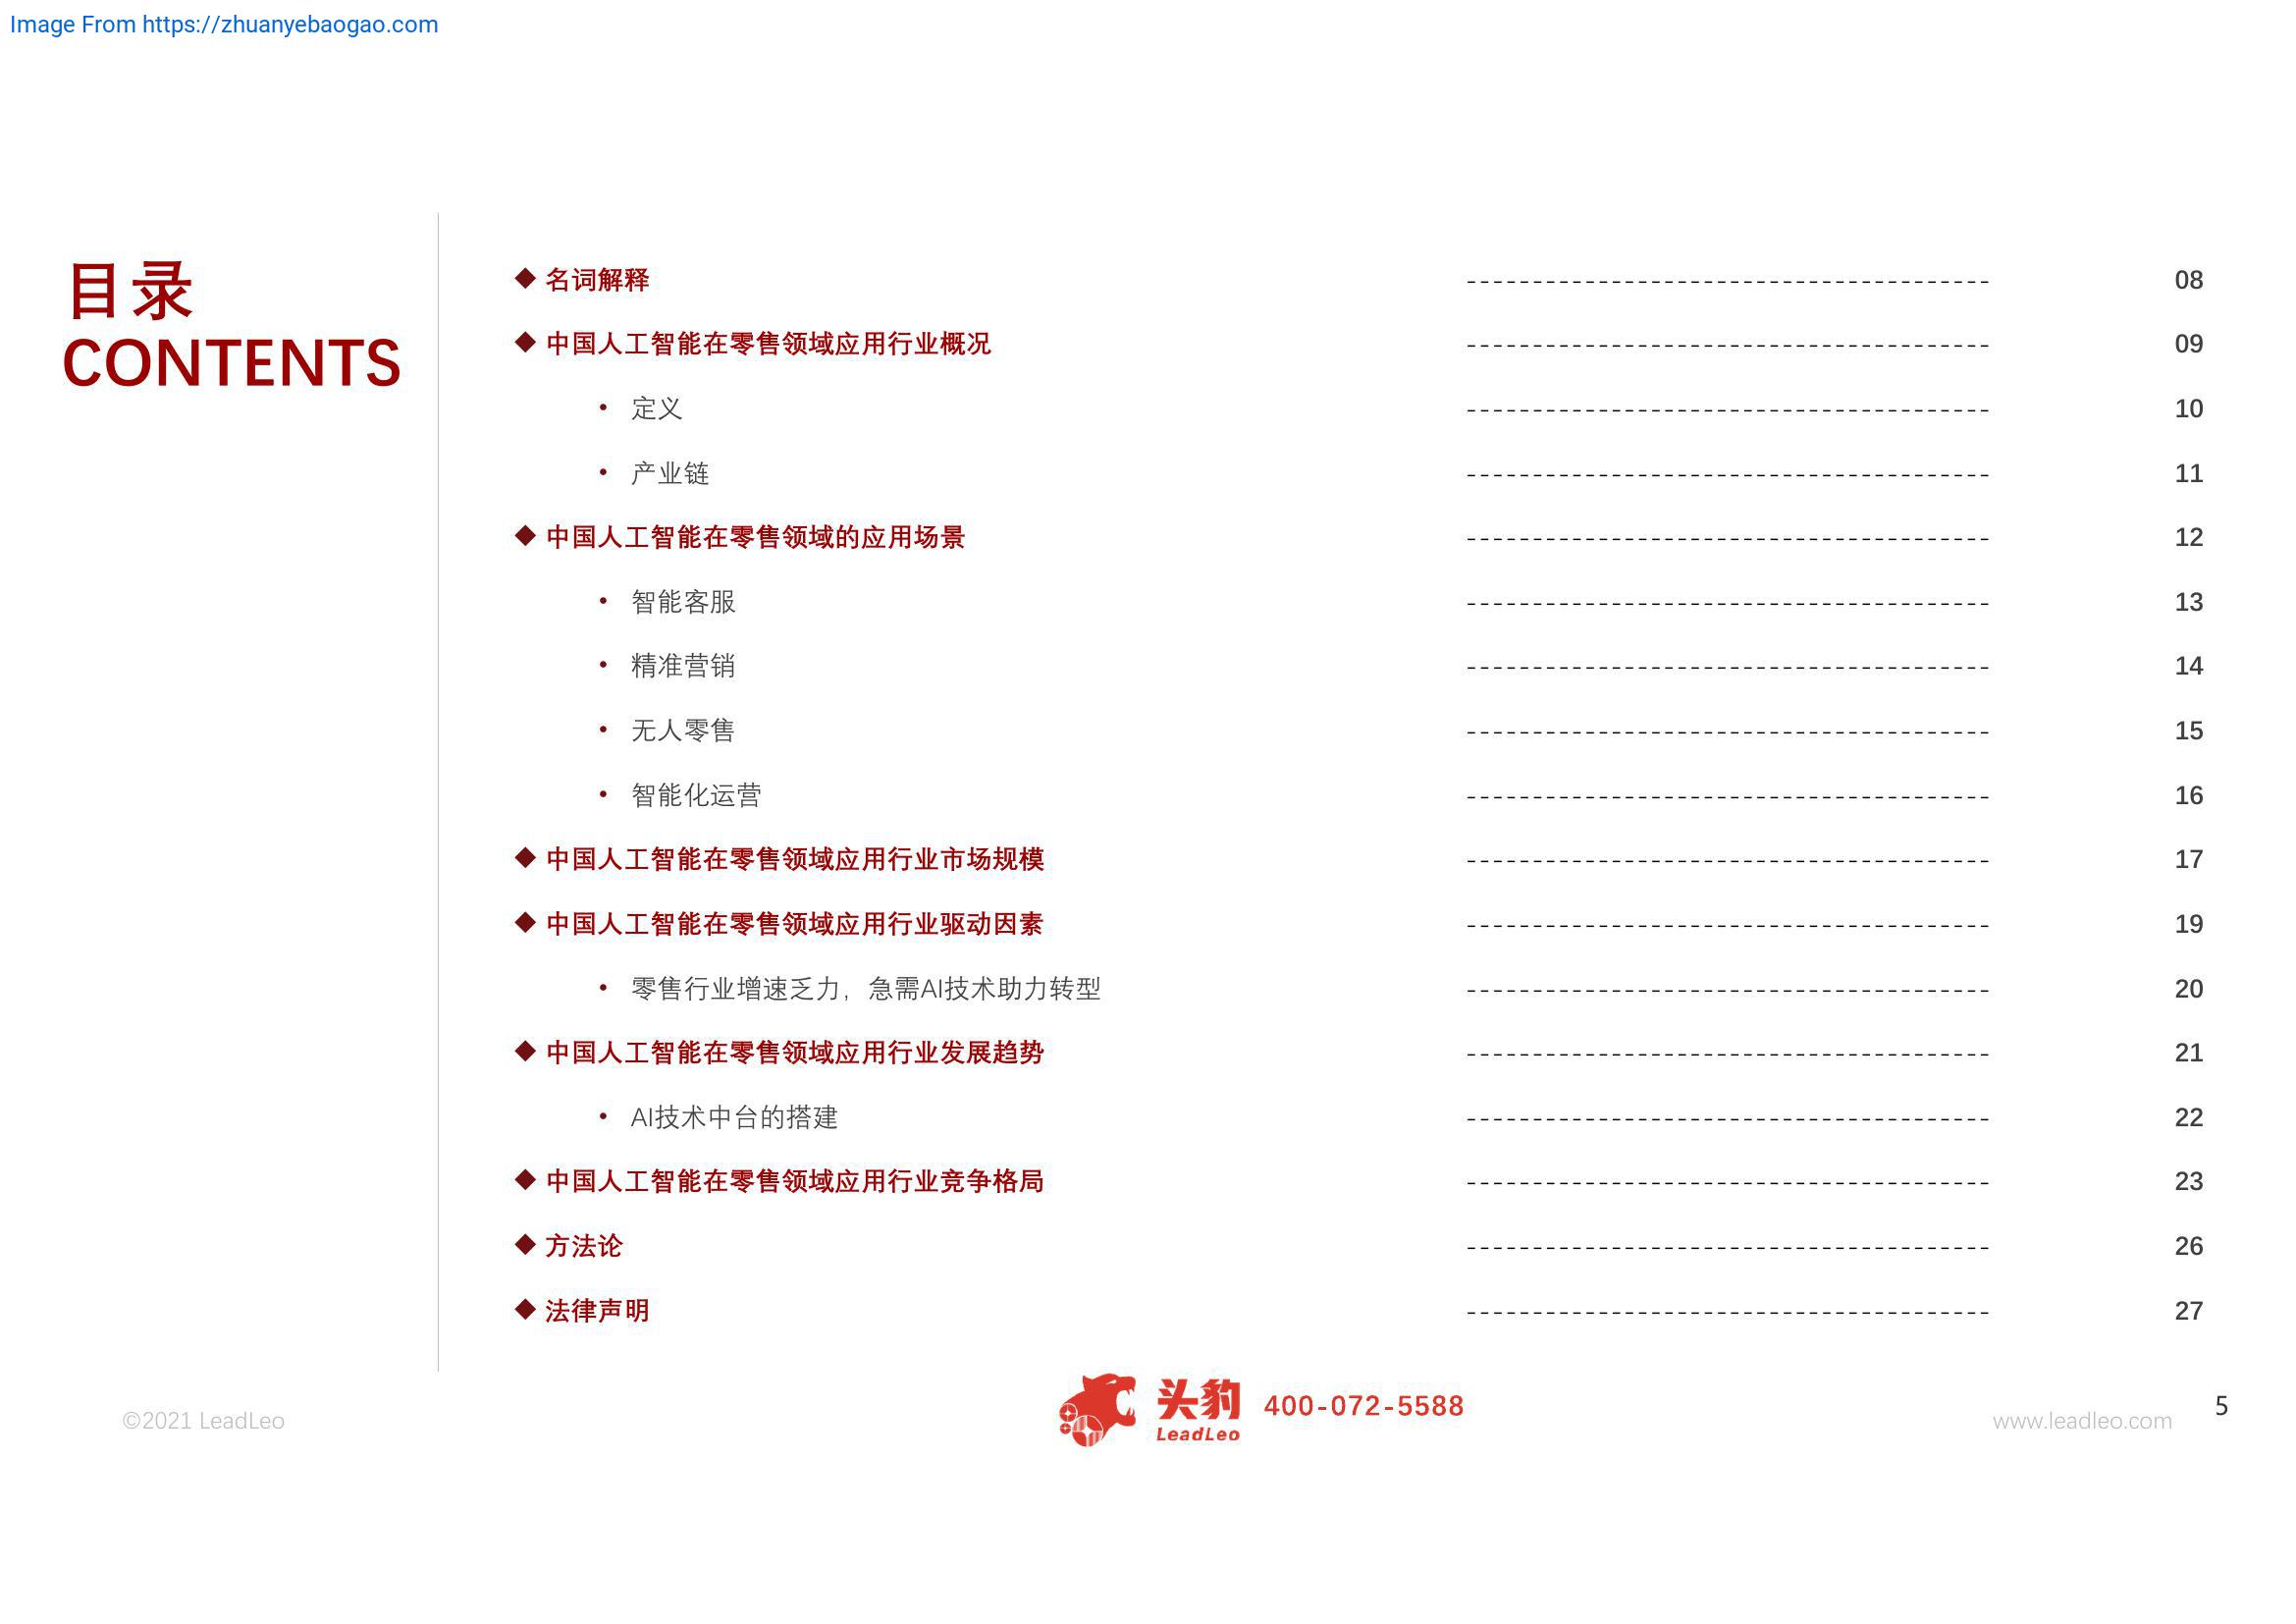 Image From https://zhuanyebaogao.com
目录
CONTENTS
◆ 名词解释 ---------------------------------------- 08
◆ 中国人工智能在零售领域应用行业概况 ---------------------------------------- 09
• 定义 ---------------------------------------- 10
• 产业链 ---------------------------------------- 11
◆ 中国人工智能在零售领域的应用场景 ---------------------------------------- 12
• 智能客服 ---------------------------------------- 13
• 精准营销 ---------------------------------------- 14
• 无人零售 ---------------------------------------- 15
• 智能化运营 ---------------------------------------- 16
◆ 中国人工智能在零售领域应用行业市场规模 ---------------------------------------- 17
◆ 中国人工智能在零售领域应用行业驱动因素 ---------------------------------------- 19
• 零售行业增速乏力，急需AI技术助力转型 ---------------------------------------- 20
◆ 中国人工智能在零售领域应用行业发展趋势 ---------------------------------------- 21
• AI技术中台的搭建 ---------------------------------------- 22
◆ 中国人工智能在零售领域应用行业竞争格局 ---------------------------------------- 23
◆ 方法论 ---------------------------------------- 26
◆ 法律声明 ---------------------------------------- 27
©2021 LeadLeo
头豹
LeadLeo
400-072-5588
www.leadleo.com
5